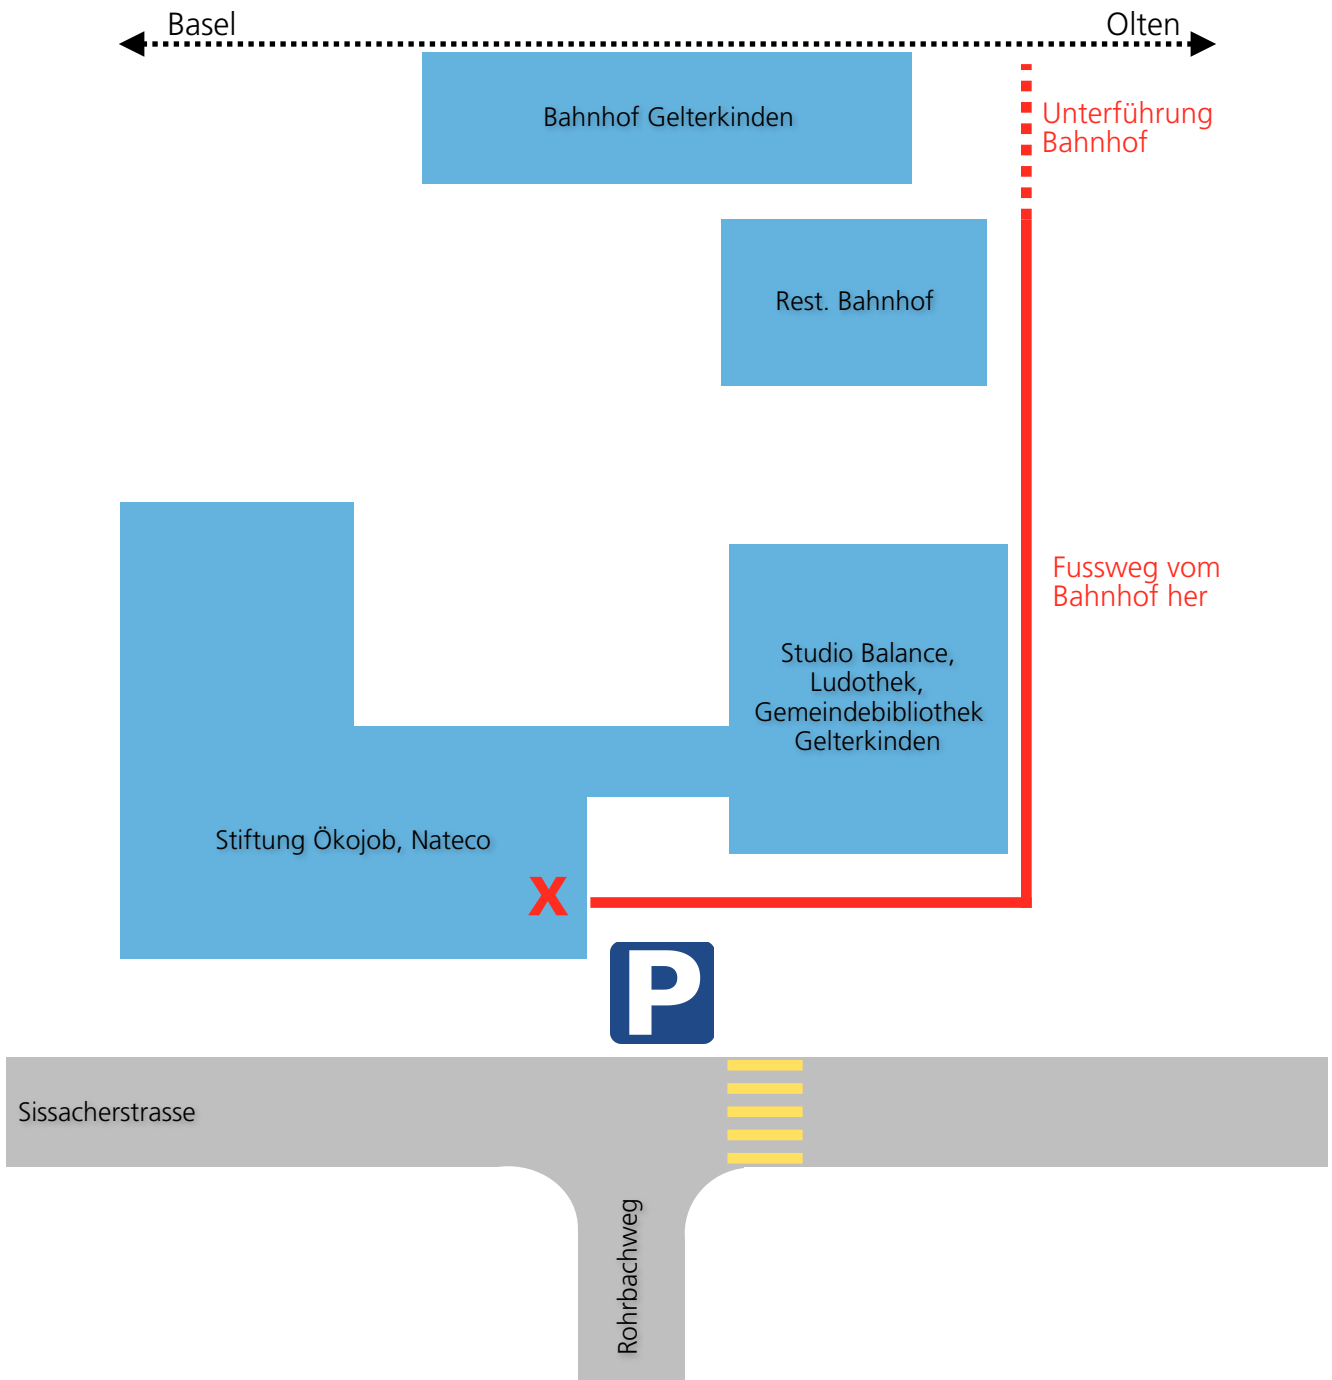 Basel
Olten
Bahnhof Gelterkinden
Unterführung
Bahnhof
Rest. Bahnhof
Fussweg vom
Bahnhof her
Studio Balance,
Ludothek,
Gemeindebibliothek
Gelterkinden
Stiftung Ökojob, Nateco
X
P
Sissacherstrasse
Rohrbachweg